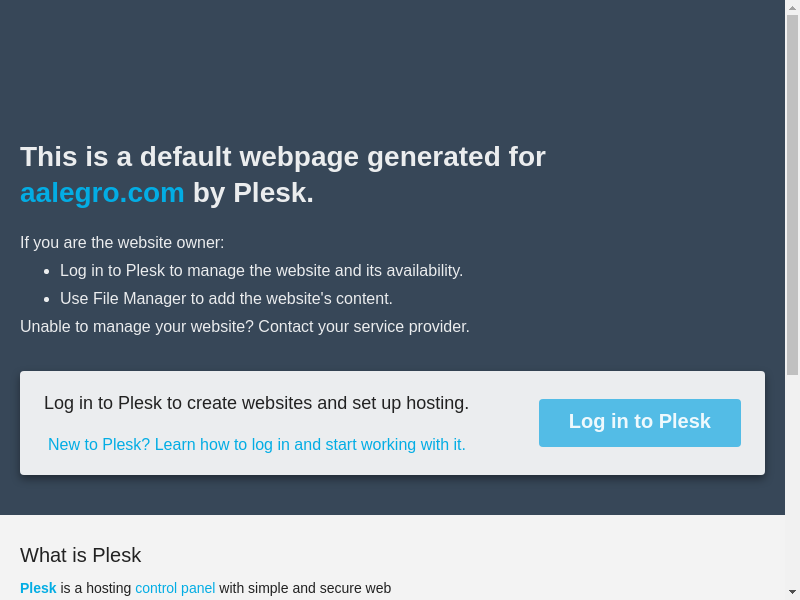 This is a default webpage generated for
aalegro.com by Plesk.
If you are the website owner:
Log in to Plesk to manage the website and its availability.
Use File Manager to add the website's content.
Unable to manage your website? Contact your service provider.
Log in to Plesk to create websites and set up hosting.
New to Plesk? Learn how to log in and start working with it.
Log in to Plesk
What is Plesk
Plesk is a hosting control panel with simple and secure web